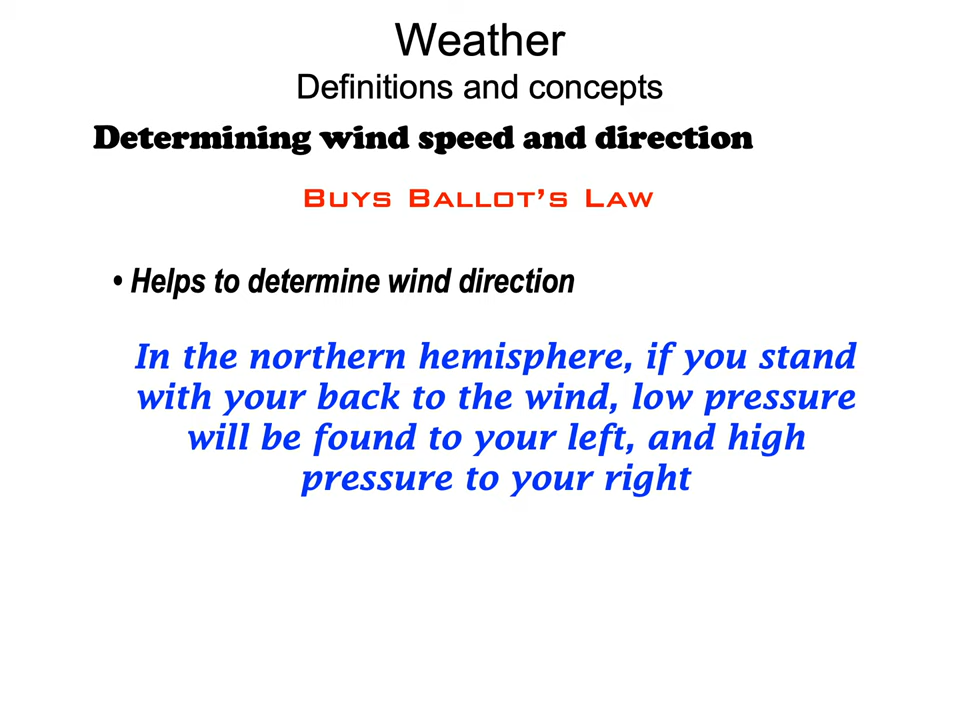 Weather
Definitions and concepts
Determining wind speed and direction
Buys Ballot's Law
• Helps to determine wind direction
In the northern hemisphere, if you stand
with your back to the wind, low pressure
will be found to your left, and high
pressure to your right